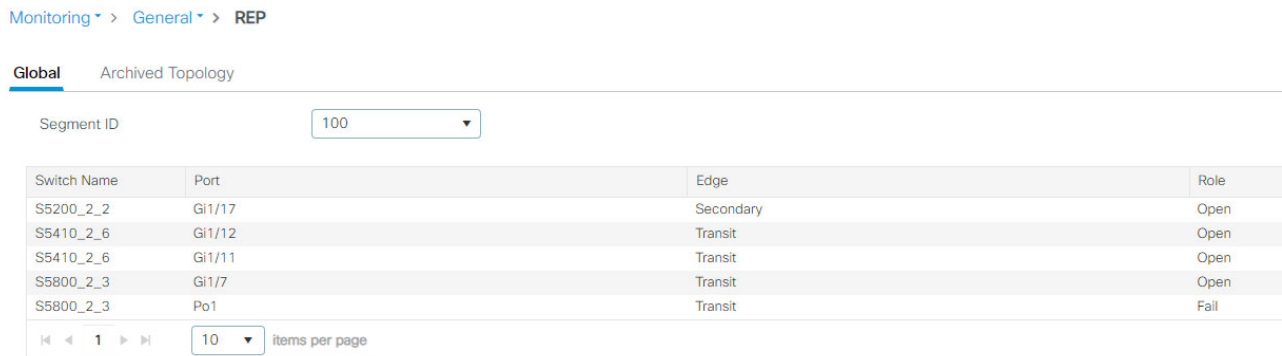 Monitoring > General > REP
Global Archived Topology
Segment ID 100
Switch Name Port Edge Role
S5200_2_2 Gi1/17 Secondary Open
S5410_2_6 Gi1/12 Transit Open
S5410_2_6 Gi1/11 Transit Open
S5800_2_3 Gi1/7 Transit Open
S5800_2_3 Po1 Transit Fail
1 10 items per page